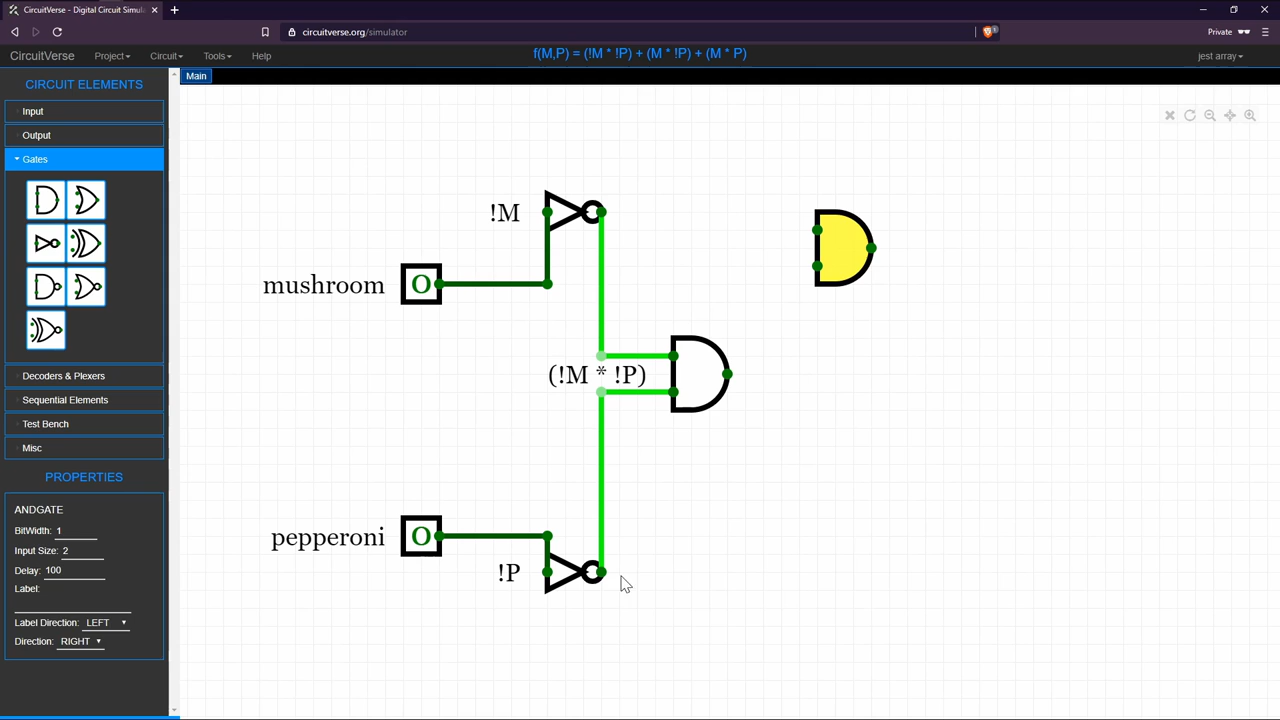 CircuitVerse - Digital Circuit Simula
circuitverse.org/simulator
Private
CircuitVerse
Project
Circuit
Tools
Help
f(M,P) = (!M * !P) + (M * !P) + (M * P)
jest array
CIRCUIT ELEMENTS
Main
Input
Output
Gates
Decoders & Plexers
Sequential Elements
Test Bench
Misc
PROPERTIES
ANDGATE
BitWidth: 1
Input Size: 2
Delay: 100
Label:
Label Direction: LEFT
Direction: RIGHT
!M
mushroom 0
(!M * !P)
pepperoni 0
!P